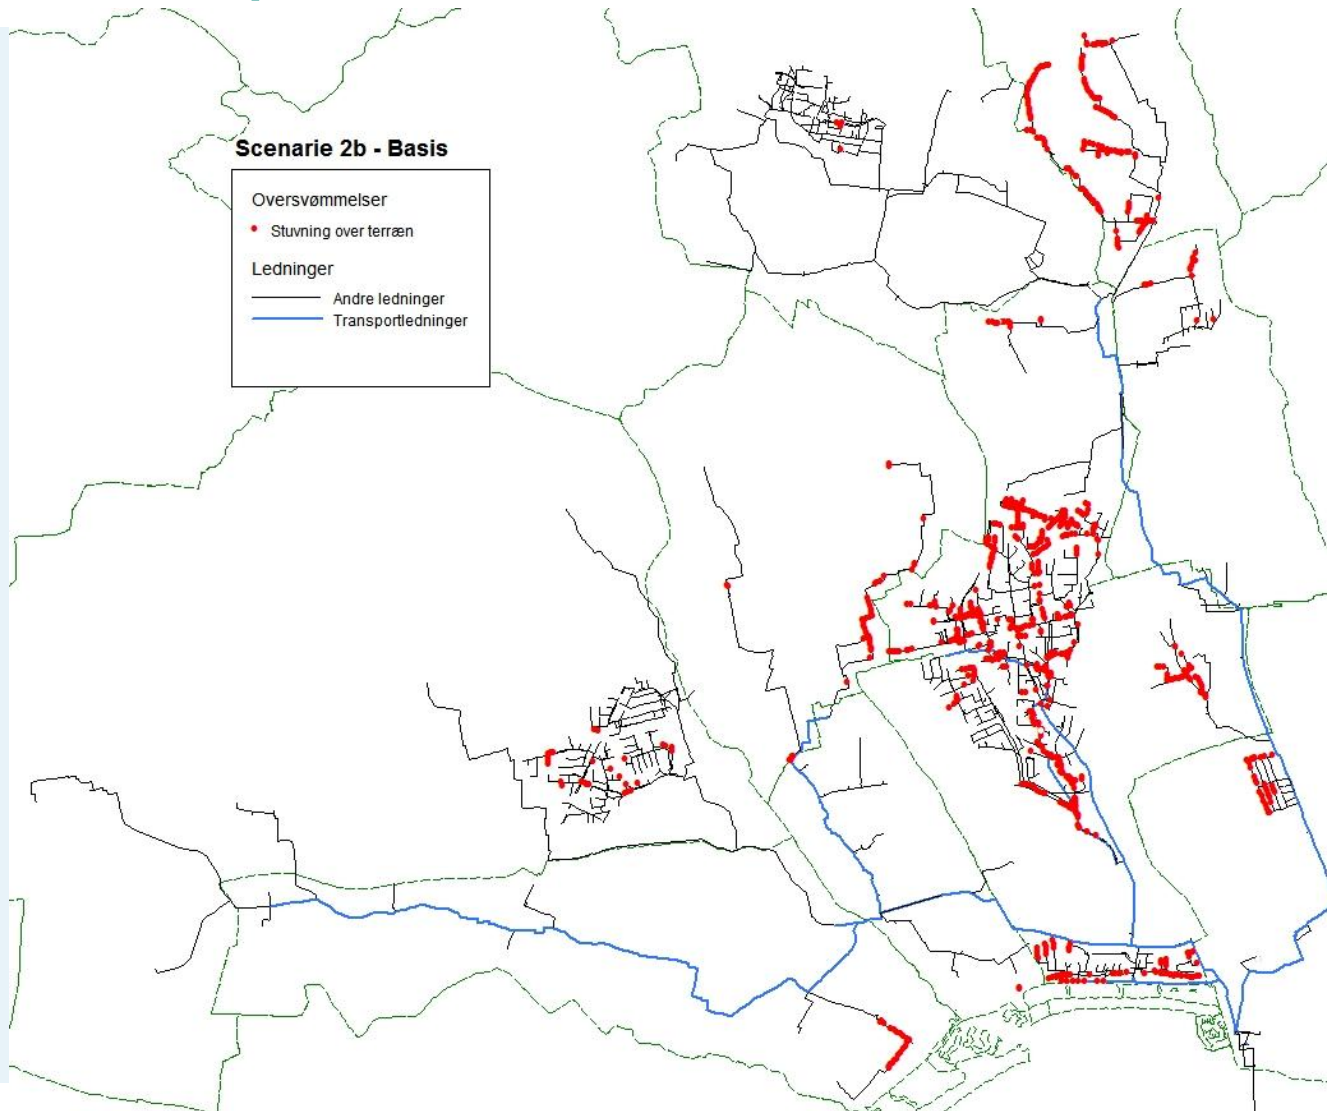 Scenarie 2b - Basis
Oversvømmelser
Stuvning over terræn
Ledninger
Andre ledninger
Transportledninger